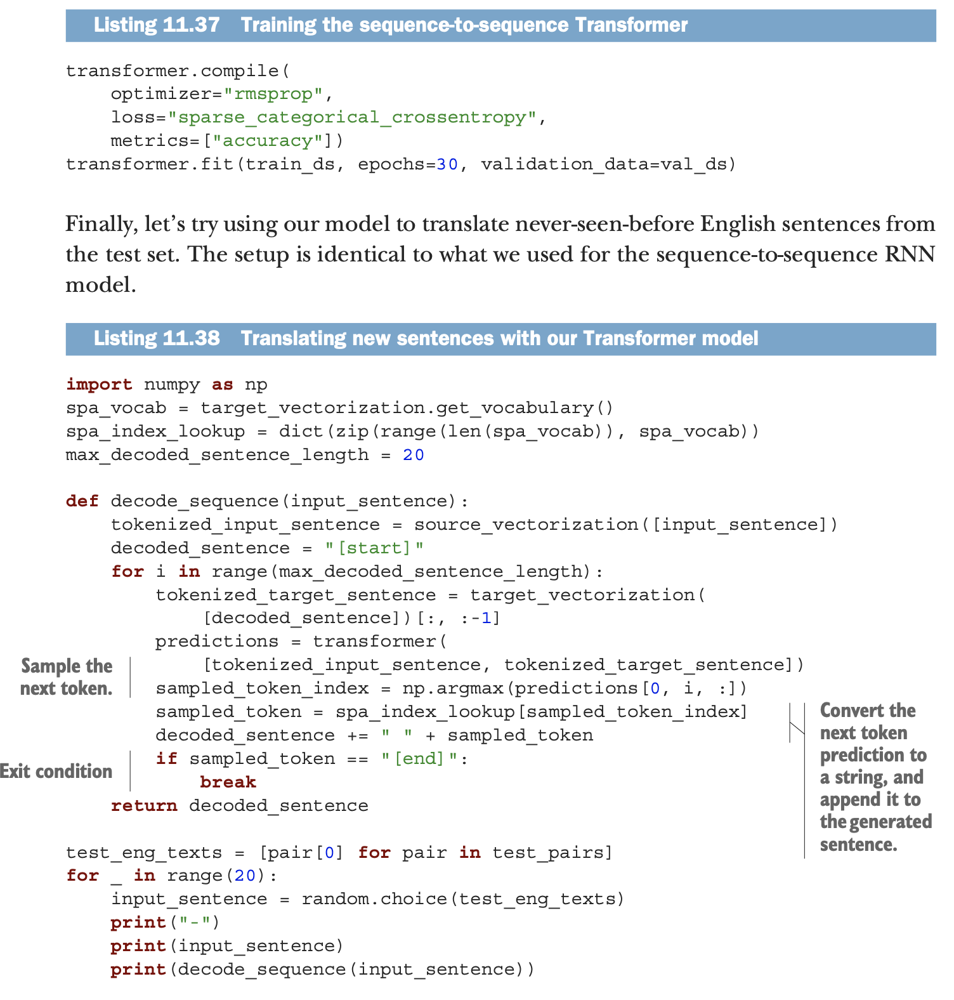 Listing 11.37 Training the sequence-to-sequence Transformer
transformer.compile(
    optimizer="rmsprop",
    loss="sparse_categorical_crossentropy",
    metrics=["accuracy"])
transformer.fit(train_ds, epochs=30, validation_data=val_ds)
Finally, let's try using our model to translate never-seen-before English sentences from
the test set. The setup is identical to what we used for the sequence-to-sequence RNN
model.
Listing 11.38 Translating new sentences with our Transformer model
import numpy as np
spa_vocab = target_vectorization.get_vocabulary()
spa_index_lookup = dict(zip(range(len(spa_vocab)), spa_vocab))
max_decoded_sentence_length = 20
def decode_sequence(input_sentence):
    tokenized_input_sentence = source_vectorization([input_sentence])
    decoded_sentence = "[start]"
    for i in range(max_decoded_sentence_length):
        tokenized_target_sentence = target_vectorization(
            [decoded_sentence])[:, :-1]
        predictions = transformer(
            [tokenized_input_sentence, tokenized_target_sentence])
        sampled_token_index = np.argmax(predictions[0, i, :])
        sampled_token = spa_index_lookup[sampled_token_index]
        decoded_sentence += " " + sampled_token
        if sampled_token == "[end]":
            break
    return decoded_sentence
test_eng_texts = [pair[0] for pair in test_pairs]
for _ in range(20):
    input_sentence = random.choice(test_eng_texts)
    print("-")
    print(input_sentence)
    print(decode_sequence(input_sentence))
Sample the
next token.
Exit condition
Convert the
next token
prediction to
a string, and
append it to
the generated
sentence.